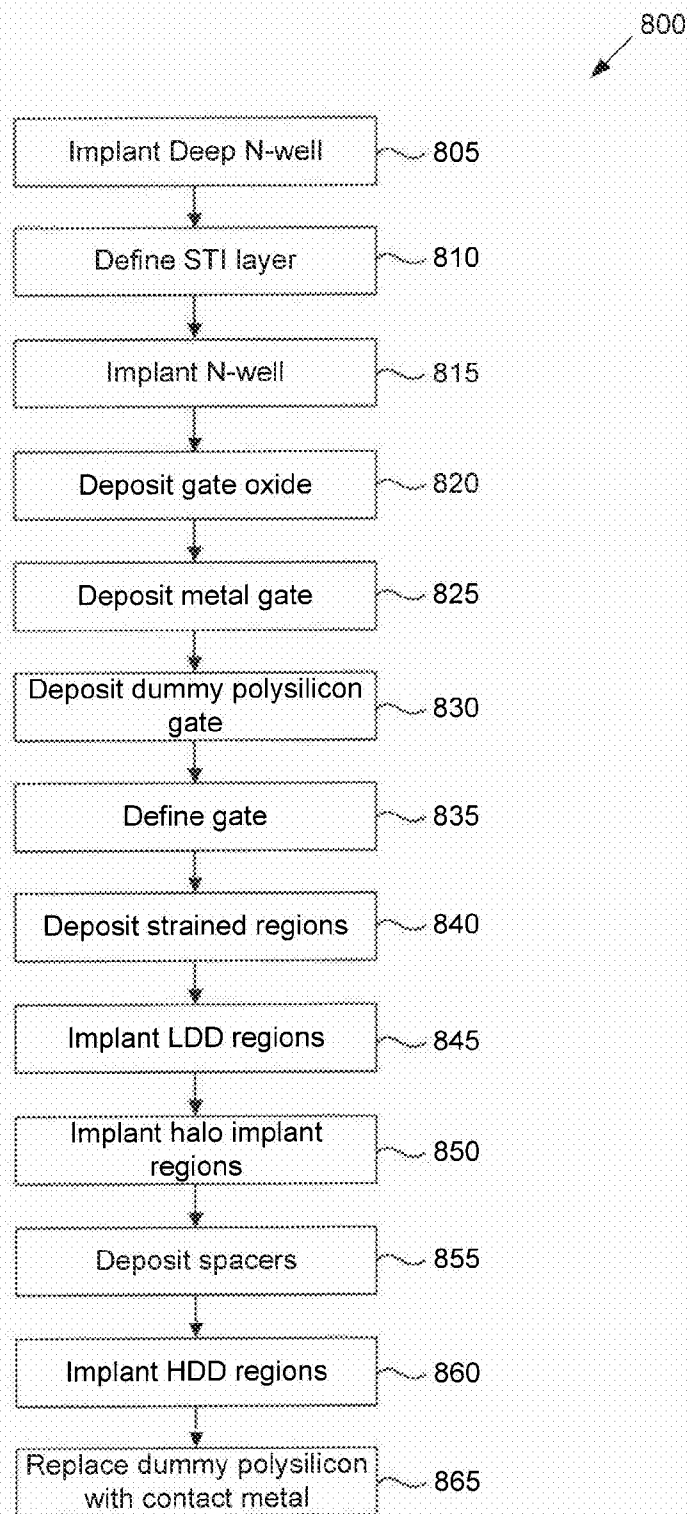 800
Implant Deep N-well 805
Define STI layer 810
Implant N-well 815
Deposit gate oxide 820
Deposit metal gate 825
Deposit dummy polysilicon
gate 830
Define gate 835
Deposit strained regions 840
Implant LDD regions 845
Implant halo implant
regions 850
Deposit spacers 855
Implant HDD regions 860
Replace dummy polysilicon
with contact metal 865